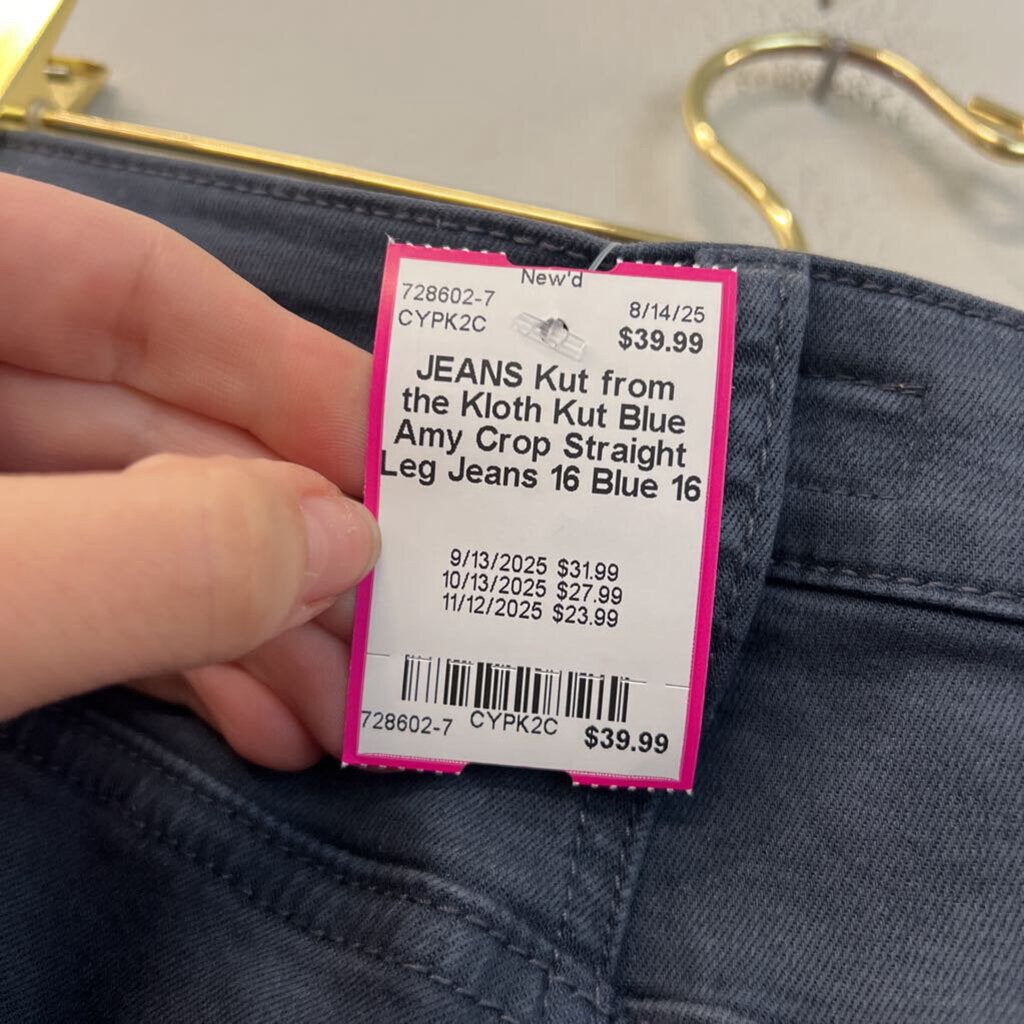 New'd
728602-7
8/14/25
CYPK2C
$39.99
JEANS Kut from
the Kloth Kut Blue
Amy Crop Straight
Leg Jeans 16 Blue 16
9/13/2025 $31.99
10/13/2025 $27.99
11/12/2025 $23.99
728602-7 CYPK2C $39.99